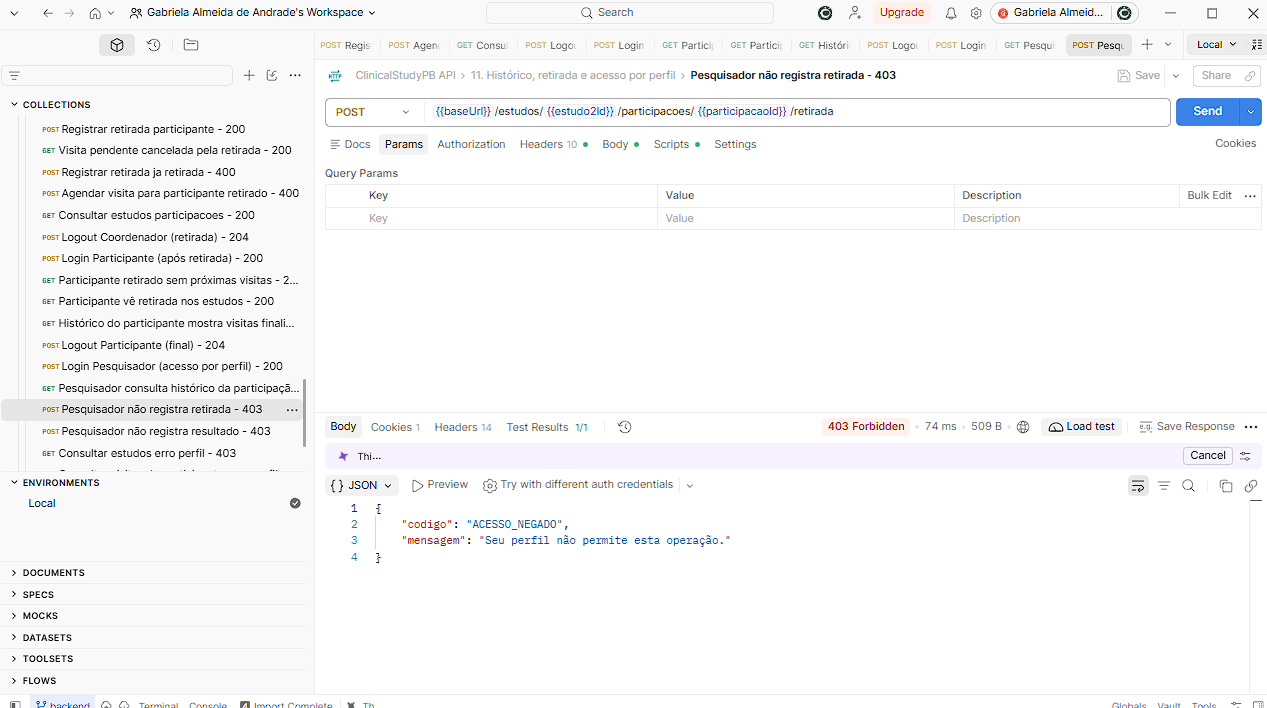 Gabriela Almeida de Andrade's Workspace
Search
Upgrade
Gabriela Almeid...
POST Regis
POST Agen
GET Consu
POST Logou
POST Login
GET Particip
GET Particip
GET Históri
POST Logou
POST Login
GET Pesqui
POST Pesqu
Local
HTTP ClinicalStudyPB API › 11. Histórico, retirada e acesso por perfil › Pesquisador não registra retirada - 403
Save
Share
COLLECTIONS
POST Registrar retirada participante - 200
GET Visita pendente cancelada pela retirada - 200
POST Registrar retirada ja retirada - 400
POST Agendar visita para participante retirado - 400
GET Consultar estudos participacoes - 200
POST Logout Coordenador (retirada) - 204
POST Login Participante (após retirada) - 200
GET Participante retirado sem próximas visitas - 2...
GET Participante vê retirada nos estudos - 200
GET Histórico do participante mostra visitas finali...
POST Logout Participante (final) - 204
POST Login Pesquisador (acesso por perfil) - 200
GET Pesquisador consulta histórico da participaçã...
POST Pesquisador não registra retirada - 403
POST Pesquisador não registra resultado - 403
GET Consultar estudos erro perfil - 403
ENVIRONMENTS
Local
DOCUMENTS
SPECS
MOCKS
DATASETS
TOOLSETS
FLOWS
POST
{{baseUrl}} /estudos/ {{estudo2Id}} /participacoes/ {{participacaoId}} /retirada
Send
Docs
Params
Authorization
Headers 10
Body
Scripts
Settings
Cookies
Query Params
Key
Value
Description
Bulk Edit
Key
Value
Description
Body
Cookies 1
Headers 14
Test Results 1/1
403 Forbidden
74 ms
509 B
Load test
e.g. Save Response
Thi...
Cancel
{} JSON
Preview
Try with different auth credentials
1 {
2 "codigo": "ACESSO_NEGADO",
3 "mensagem": "Seu perfil não permite esta operação."
4 }
backend
Terminal
Console
Import Complete
Th
Globals
Vault
Tools